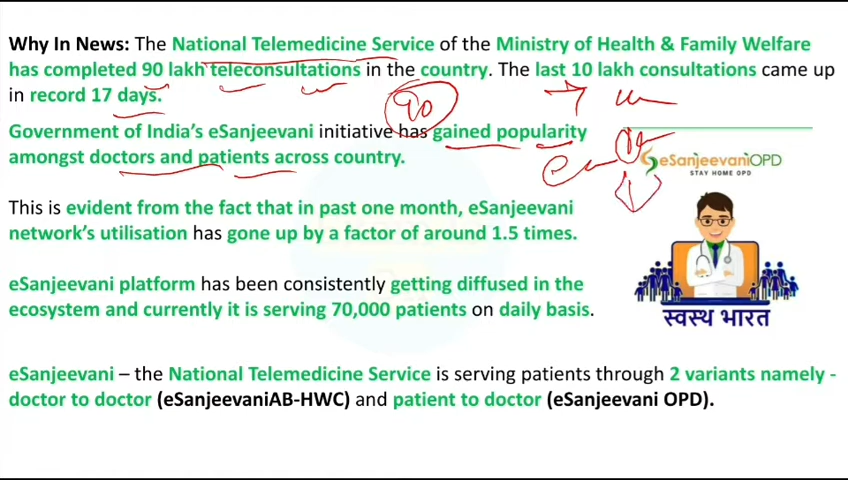 Why In News: The National Telemedicine Service of the Ministry of Health & Family Welfare
has completed 90 lakh teleconsultations in the country. The last 10 lakh consultations came up
in record 17 days.
90
Government of India's eSanjeevani initiative has gained popularity
amongst doctors and patients across country.
eSanjeevaniOPD
STAY HOME OPD
This is evident from the fact that in past one month, eSanjeevani
network's utilisation has gone up by a factor of around 1.5 times.
eSanjeevani platform has been consistently getting diffused in the
ecosystem and currently it is serving 70,000 patients on daily basis.
स्वस्थ भारत
eSanjeevani – the National Telemedicine Service is serving patients through 2 variants namely -
doctor to doctor (eSanjeevaniAB-HWC) and patient to doctor (eSanjeevani OPD).